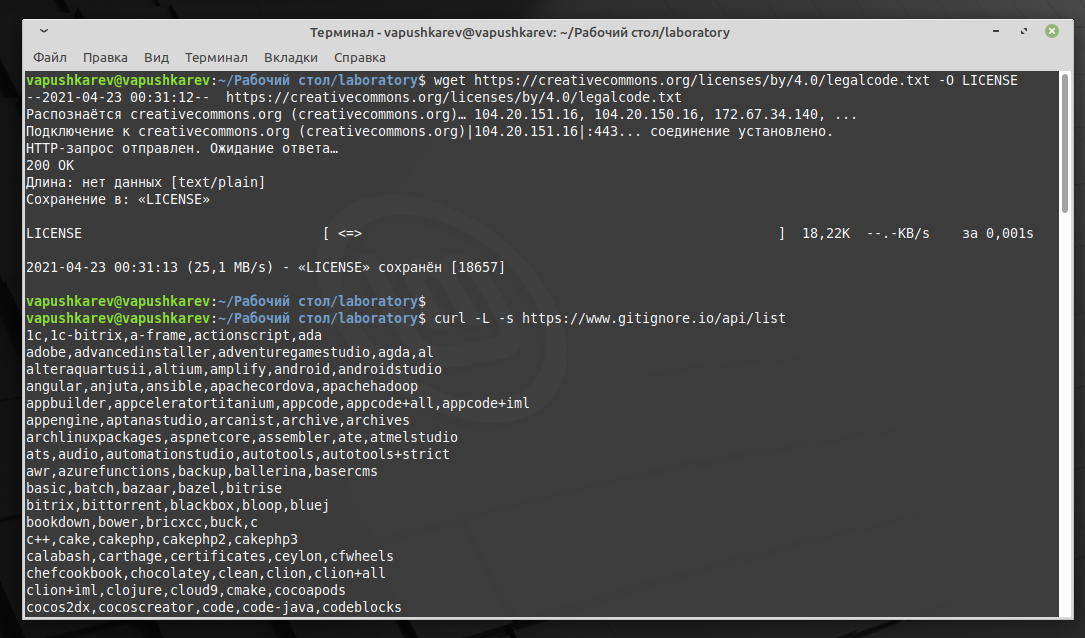 Терминал - vapushkarev@vapushkarev: ~/Рабочий стол/laboratory
Файл Правка Вид Терминал Вкладки Справка
vapushkarev@vapushkarev:~/Рабочий стол/laboratory$ wget https://creativecommons.org/licenses/by/4.0/legalcode.txt -O LICENSE
--2021-04-23 00:31:12--  https://creativecommons.org/licenses/by/4.0/legalcode.txt
Распознаётся creativecommons.org (creativecommons.org)… 104.20.151.16, 104.20.150.16, 172.67.34.140, ...
Подключение к creativecommons.org (creativecommons.org)|104.20.151.16|:443... соединение установлено.
HTTP-запрос отправлен. Ожидание ответа…
200 OK
Длина: нет данных [text/plain]
Сохранение в: «LICENSE»
LICENSE [ <=> ] 18,22K --.-KB/s за 0,001s
2021-04-23 00:31:13 (25,1 MB/s) - «LICENSE» сохранён [18657]
vapushkarev@vapushkarev:~/Рабочий стол/laboratory$
vapushkarev@vapushkarev:~/Рабочий стол/laboratory$ curl -L -s https://www.gitignore.io/api/list
1c,1c-bitrix,a-frame,actionscript,ada
adobe,advancedinstaller,adventuregamestudio,agda,al
alteraquartusii,altium,amplify,android,androidstudio
angular,anjuta,ansible,apachecordova,apachehadoop
appbuilder,appceleratortitanium,appcode,appcode+all,appcode+iml
appengine,aptanastudio,arcanist,archive,archives
archlinuxpackages,aspnetcore,assembler,ate,atmelstudio
ats,audio,automationstudio,autotools,autotools+strict
awr,azurefunctions,backup,ballerina,basercms
basic,batch,bazaar,bazel,bitrise
bitrix,bittorrent,blackbox,bloop,bluej
bookdown,bower,bricxcc,buck,c
c++,cake,cakephp,cakephp2,cakephp3
calabash,carthage,certificates,ceylon,cfwheels
chefcookbook,chocolatey,clean,clion,clion+all
clion+iml,clojure,cloud9,cmake,cocoapods
cocos2dx,cocoscreator,code,code-java,codeblocks